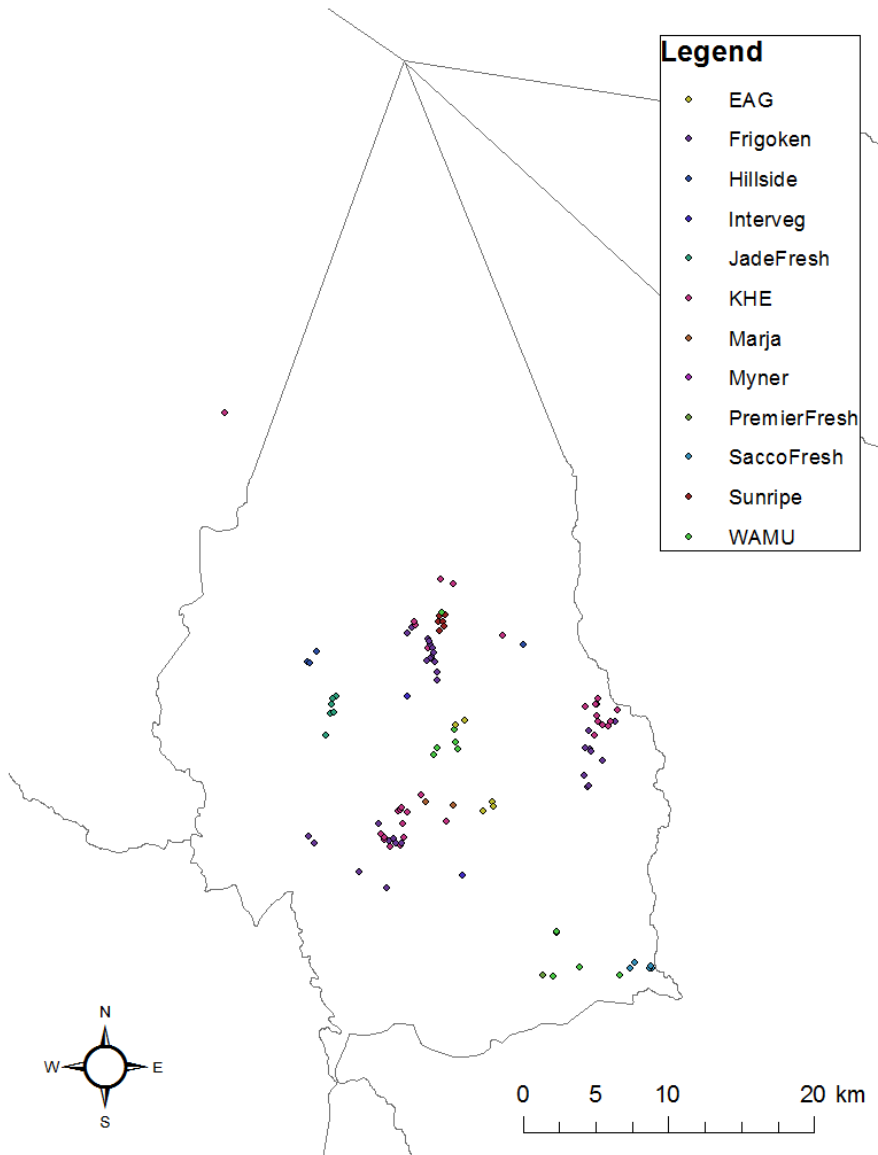 Legend
EAG
Frigoken
Hillside
Interveg
JadeFresh
KHE
Marja
Myner
PremierFresh
SaccoFresh
Sunripe
WAMU
N
W E
S
0 5 10 20 km